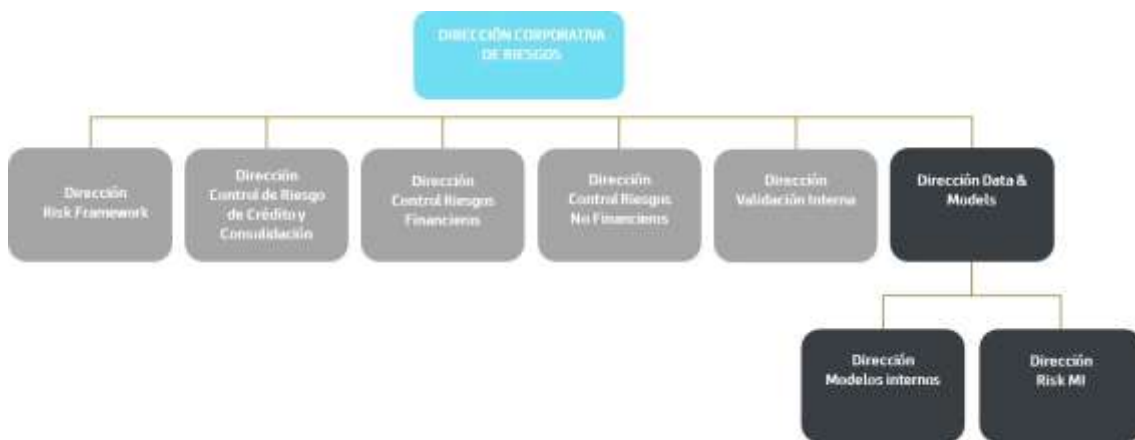 DIRECCIÓN CORPORATIVA
DE RIESGOS
Dirección
Risk Framework
Dirección
Control de Riesgo
de Crédito y
Consolidación
Dirección
Control Riesgos
Financieros
Dirección
Control Riesgos
No Financieros
Dirección
Validación Interna
Dirección Data &
Models
Dirección
Modelos internos
Dirección
Risk MI